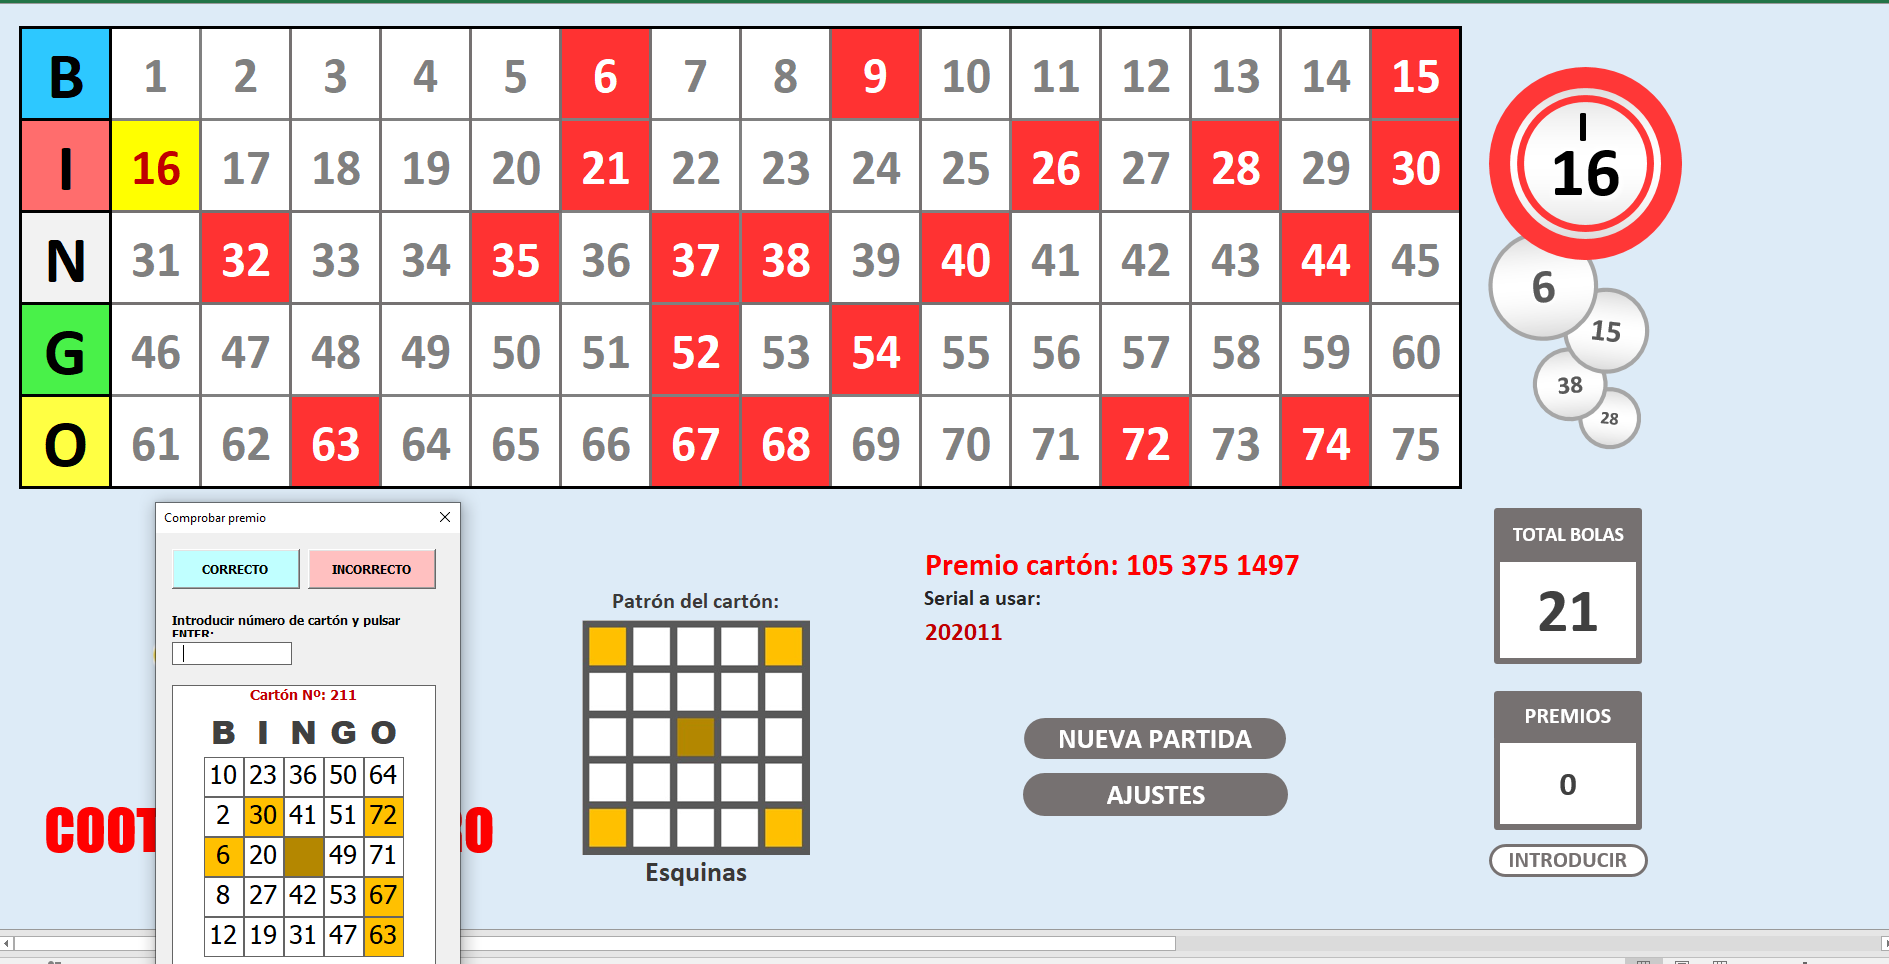 B 1 2 3 4 5 6 7 8 9 10 11 12 13 14 15
I 16 17 18 19 20 21 22 23 24 25 26 27 28 29 30
N 31 32 33 34 35 36 37 38 39 40 41 42 43 44 45
G 46 47 48 49 50 51 52 53 54 55 56 57 58 59 60
O 61 62 63 64 65 66 67 68 69 70 71 72 73 74 75
I
16
6
15
38
28
Comprobar premio
CORRECTO INCORRECTO
Introducir número de cartón y pulsar
ENTER:
Cartón Nº: 211
B I N G O
10 23 36 50 64
2 30 41 51 72
6 20 49 71
8 27 42 53 67
12 19 31 47 63
Patrón del cartón:
Esquinas
Premio cartón: 105 375 1497
Serial a usar:
202011
NUEVA PARTIDA
AJUSTES
TOTAL BOLAS
21
PREMIOS
0
INTRODUCIR